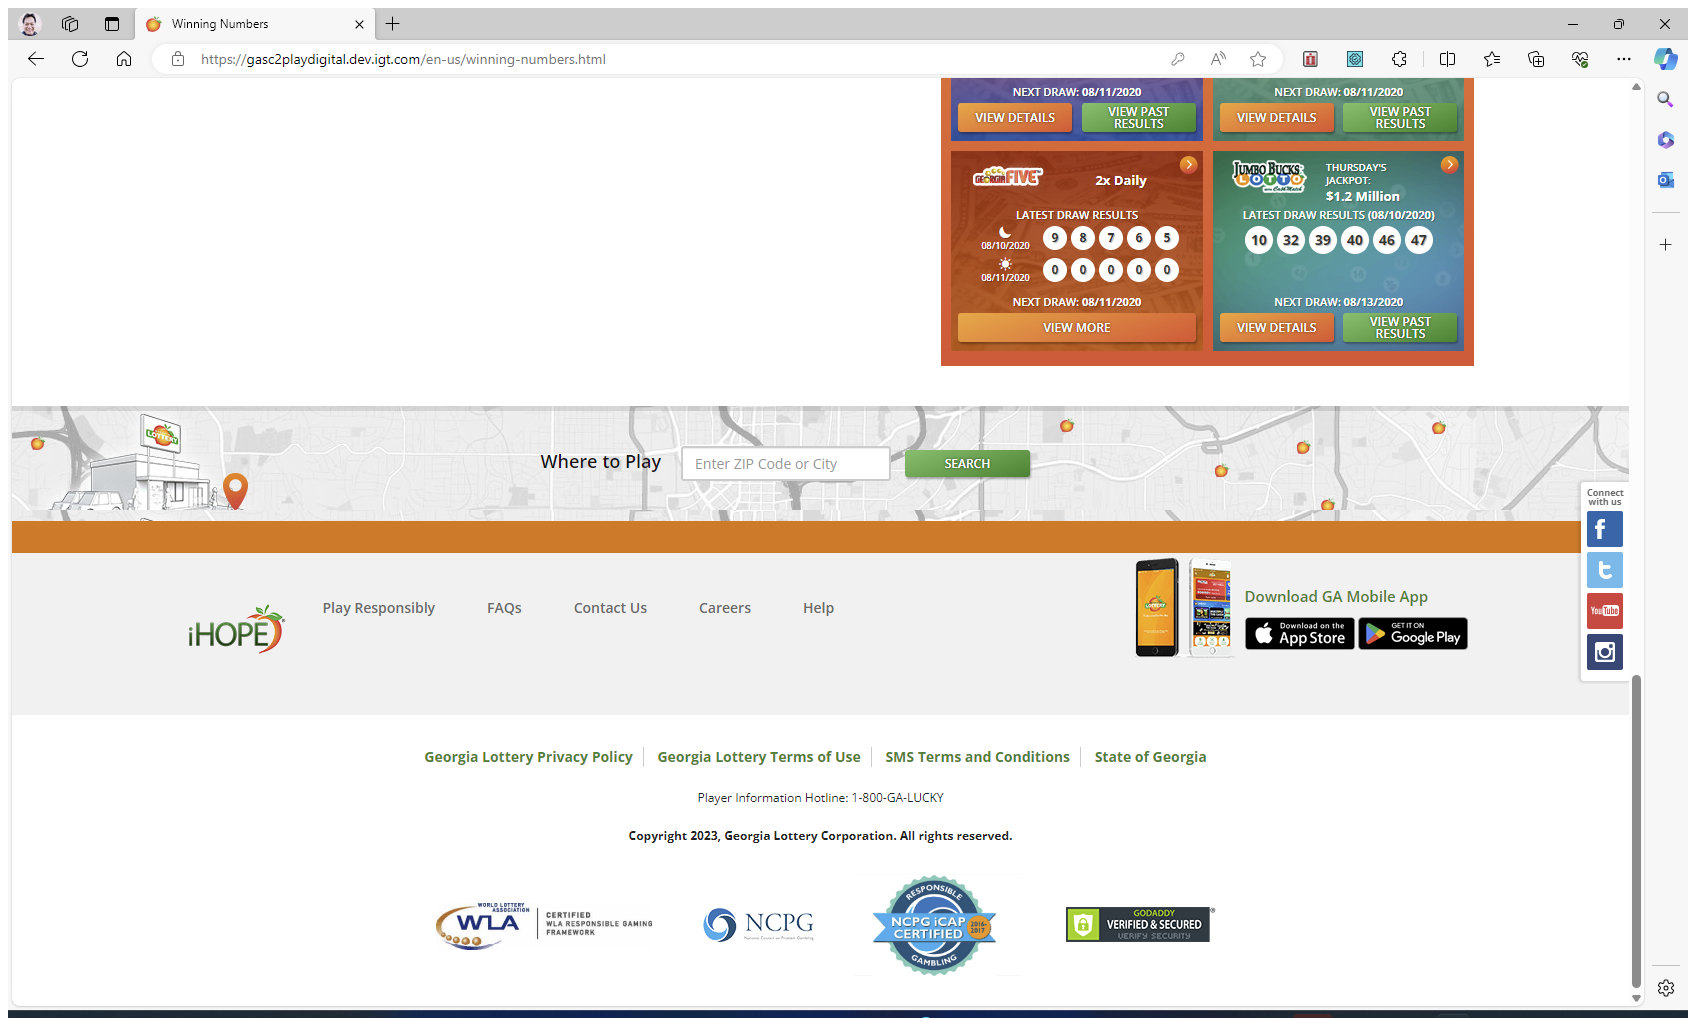 Winning Numbers
https://gasc2playdigital.dev.igt.com/en-us/winning-numbers.html
NEXT DRAW: 08/11/2020
VIEW DETAILS
VIEW PAST
RESULTS
NEXT DRAW: 08/11/2020
VIEW DETAILS
VIEW PAST
RESULTS
GEORGIA FIVE
2x Daily
LATEST DRAW RESULTS
08/10/2020
9 8 7 6 5
08/11/2020
0 0 0 0 0
NEXT DRAW: 08/11/2020
VIEW MORE
JUMBO BUCKS
LOTTO
THURSDAY'S
JACKPOT:
$1.2 Million
LATEST DRAW RESULTS (08/10/2020)
10 32 39 40 46 47
NEXT DRAW: 08/13/2020
VIEW DETAILS
VIEW PAST
RESULTS
LOTTERY
Where to Play
Enter ZIP Code or City
SEARCH
Connect
with us
f
t
YouTube
iHOPE
Play Responsibly
FAQs
Contact Us
Careers
Help
Download GA Mobile App
Download on the
App Store
GET IT ON
Google Play
Georgia Lottery Privacy Policy
Georgia Lottery Terms of Use
SMS Terms and Conditions
State of Georgia
Player Information Hotline: 1-800-GA-LUCKY
Copyright 2023, Georgia Lottery Corporation. All rights reserved.
WORLD LOTTERY
ASSOCIATION
WLA
CERTIFIED
WLA RESPONSIBLE GAMING
FRAMEWORK
NCPG
National Council on Problem Gambling
RESPONSIBLE
NCPG iCAP
CERTIFIED
2016-
2017
GAMBLING
GODADDY
VERIFIED & SECURED
VERIFY SECURITY